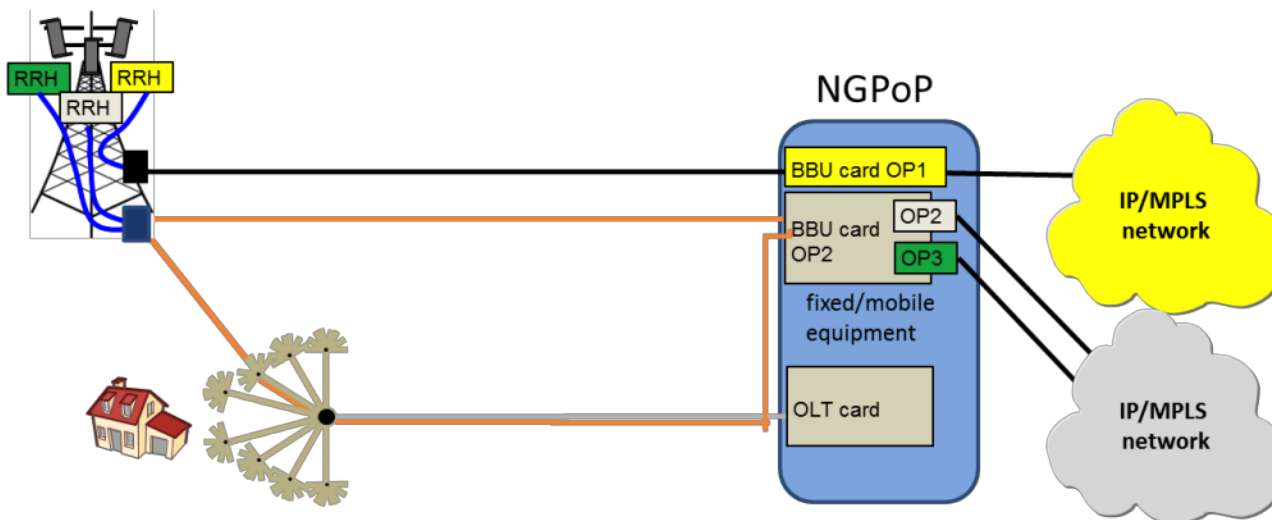 RRH
RRH
RRH
NGPoP
BBU card OP1
BBU card
OP2
OP2
OP3
fixed/mobile
equipment
OLT card
IP/MPLS
network
IP/MPLS
network